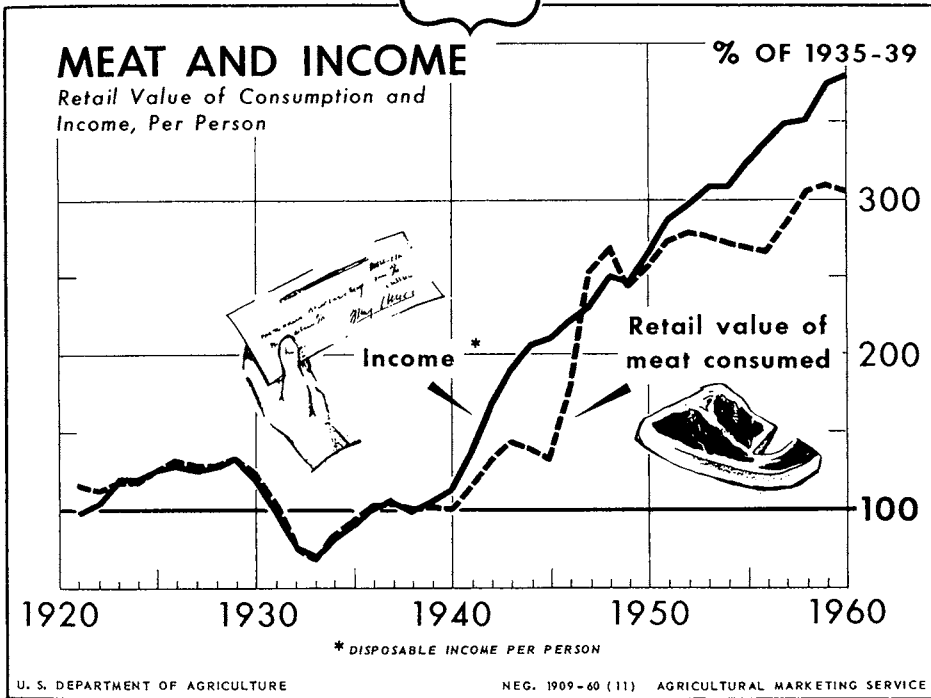 MEAT AND INCOME
% OF 1935-39
Retail Value of Consumption and
Income, Per Person
300
Income *
Retail value of
meat consumed
200
100
1920 1930 1940 1950 1960
* DISPOSABLE INCOME PER PERSON
U. S. DEPARTMENT OF AGRICULTURE NEG. 1909-60 (11) AGRICULTURAL MARKETING SERVICE